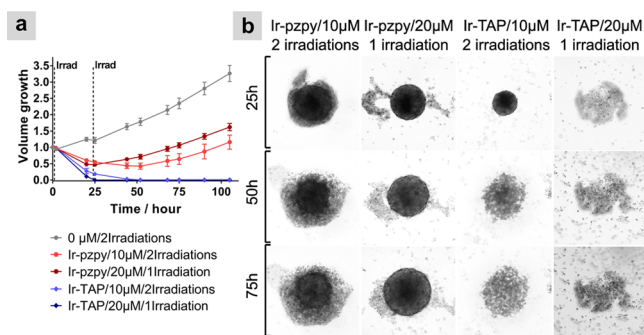 a
Irrad Irrad
Volume growth
3.5
3.0
2.5
2.0
1.5
1.0
0.5
0.0
0 25 50 75 100
Time / hour
0 μM/2Irradiations
Ir-pzpy/10μM/2Irradiations
Ir-pzpy/20μM/1Irradiation
Ir-TAP/10μM/2Irradiations
Ir-TAP/20μM/1Irradiation
b
Ir-pzpy/10μM Ir-pzpy/20μM Ir-TAP/10μM Ir-TAP/20μM
2 irradiations 1 irradiation 2 irradiations 1 irradiation
25h
50h
75h